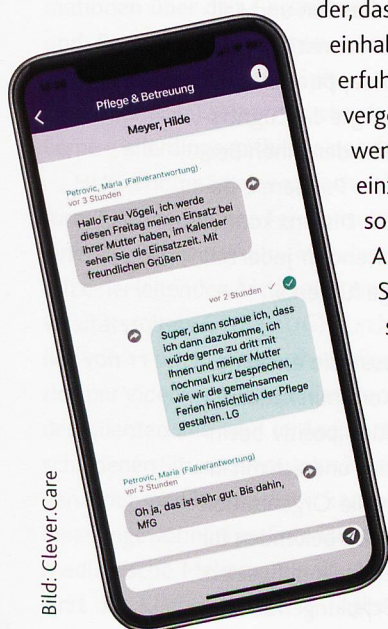 der, das
einhal
erfuh
verge
wer
einz
so
A
S
s
Pflege & Betreuung
i
Meyer, Hilde
Petrovic, Maria (Fallverantwortung)
vor 3 Stunden
Hallo Frau Vögeli, ich werde
diesen Freitag meinen Einsatz bei
Ihrer Mutter haben, im Kalender
sehen Sie die Einsatzzeit. Mit
freundlichen Grüßen
vor 2 Stunden
Super, dann schaue ich, dass
ich dann dazukomme, ich
würde gerne zu dritt mit
Ihnen und meiner Mutter
nochmal kurz besprechen,
wie wir die gemeinsamen
Ferien hinsichtlich der Pflege
gestalten. LG
Petrovic, Maria (Fallverantwortung)
vor 2 Stunden
Oh ja, das ist sehr gut. Bis dahin,
MfG
Bild: Clever.Care